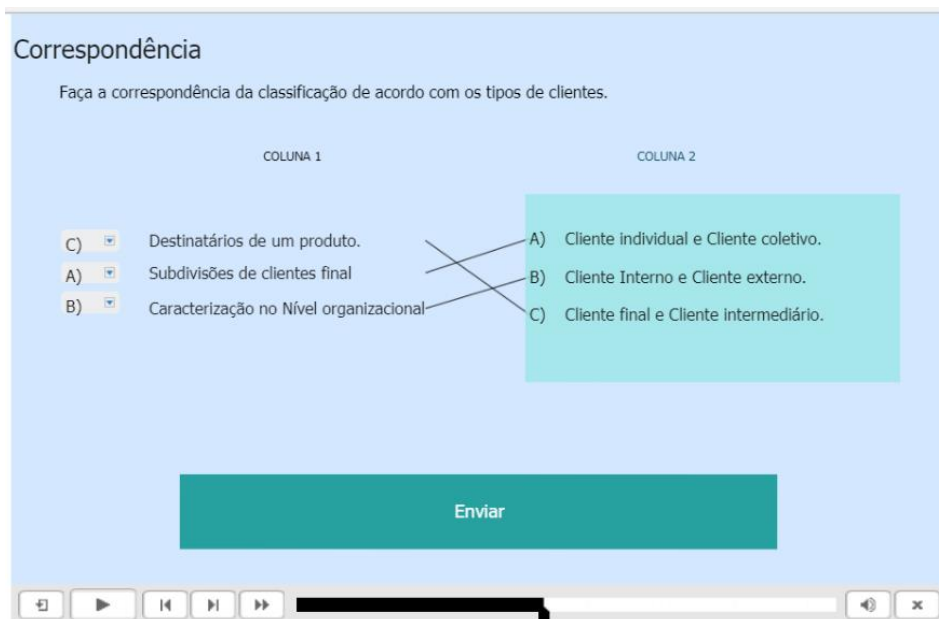 Correspondência
Faça a correspondência da classificação de acordo com os tipos de clientes.
COLUNA 1
COLUNA 2
C) Destinatários de um produto.
A) Subdivisões de clientes final
B) Caracterização no Nível organizacional
A) Cliente individual e Cliente coletivo.
B) Cliente Interno e Cliente externo.
C) Cliente final e Cliente intermediário.
Enviar